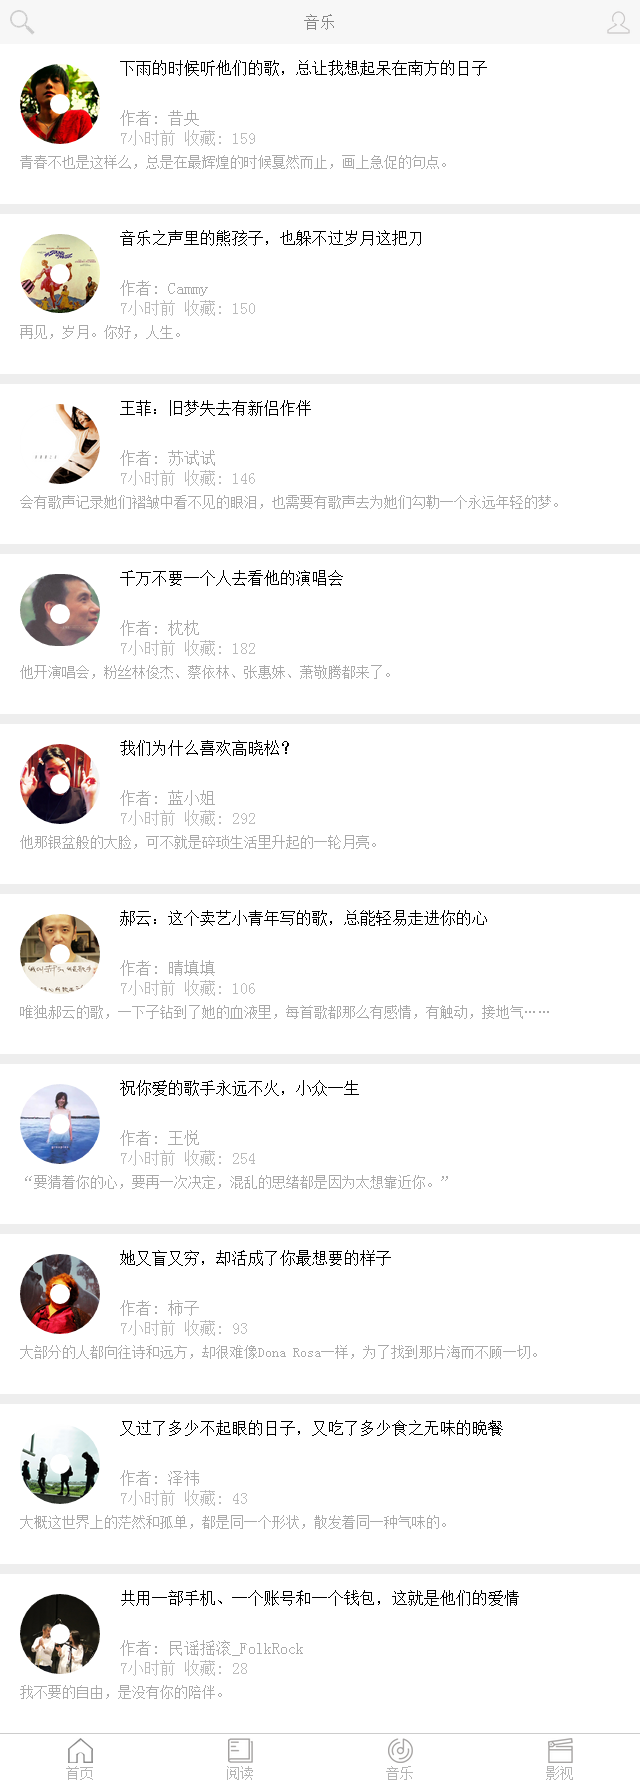 音乐
下雨的时候听他们的歌，总让我想起呆在南方的日子
作者: 昔央
7小时前 收藏: 159
青春不也是这样么，总是在最辉煌的时候戛然而止，画上急促的句点。
音乐之声里的熊孩子，也躲不过岁月这把刀
作者: Cammy
7小时前 收藏: 150
再见，岁月。你好，人生。
王菲：旧梦失去有新侣作伴
作者: 苏试试
7小时前 收藏: 146
会有歌声记录她们褶皱中看不见的眼泪，也需要有歌声去为她们勾勒一个永远年轻的梦。
千万不要一个人去看他的演唱会
作者: 枕枕
7小时前 收藏: 182
他开演唱会，粉丝林俊杰、蔡依林、张惠妹、萧敬腾都来了。
我们为什么喜欢高晓松？
作者: 蓝小姐
7小时前 收藏: 292
他那银盆般的大脸，可不就是碎琐生活里升起的一轮月亮。
郝云：这个卖艺小青年写的歌，总能轻易走进你的心
作者: 晴填填
7小时前 收藏: 106
唯独郝云的歌，一下子钻到了她的血液里，每首歌都那么有感情，有触动，接地气……
祝你爱的歌手永远不火，小众一生
作者: 王悦
7小时前 收藏: 254
“要猜着你的心，要再一次决定，混乱的思绪都是因为太想靠近你。”
她又盲又穷，却活成了你最想要的样子
作者: 柿子
7小时前 收藏: 93
大部分的人都向往诗和远方，却很难像Dona Rosa一样，为了找到那片海而不顾一切。
又过了多少不起眼的日子，又吃了多少食之无味的晚餐
作者: 泽祎
7小时前 收藏: 43
大概这世界上的茫然和孤单，都是同一个形状，散发着同一种气味的。
共用一部手机、一个账号和一个钱包，这就是他们的爱情
作者: 民谣摇滚_FolkRock
7小时前 收藏: 28
我不要的自由，是没有你的陪伴。
首页 阅读 音乐 影视